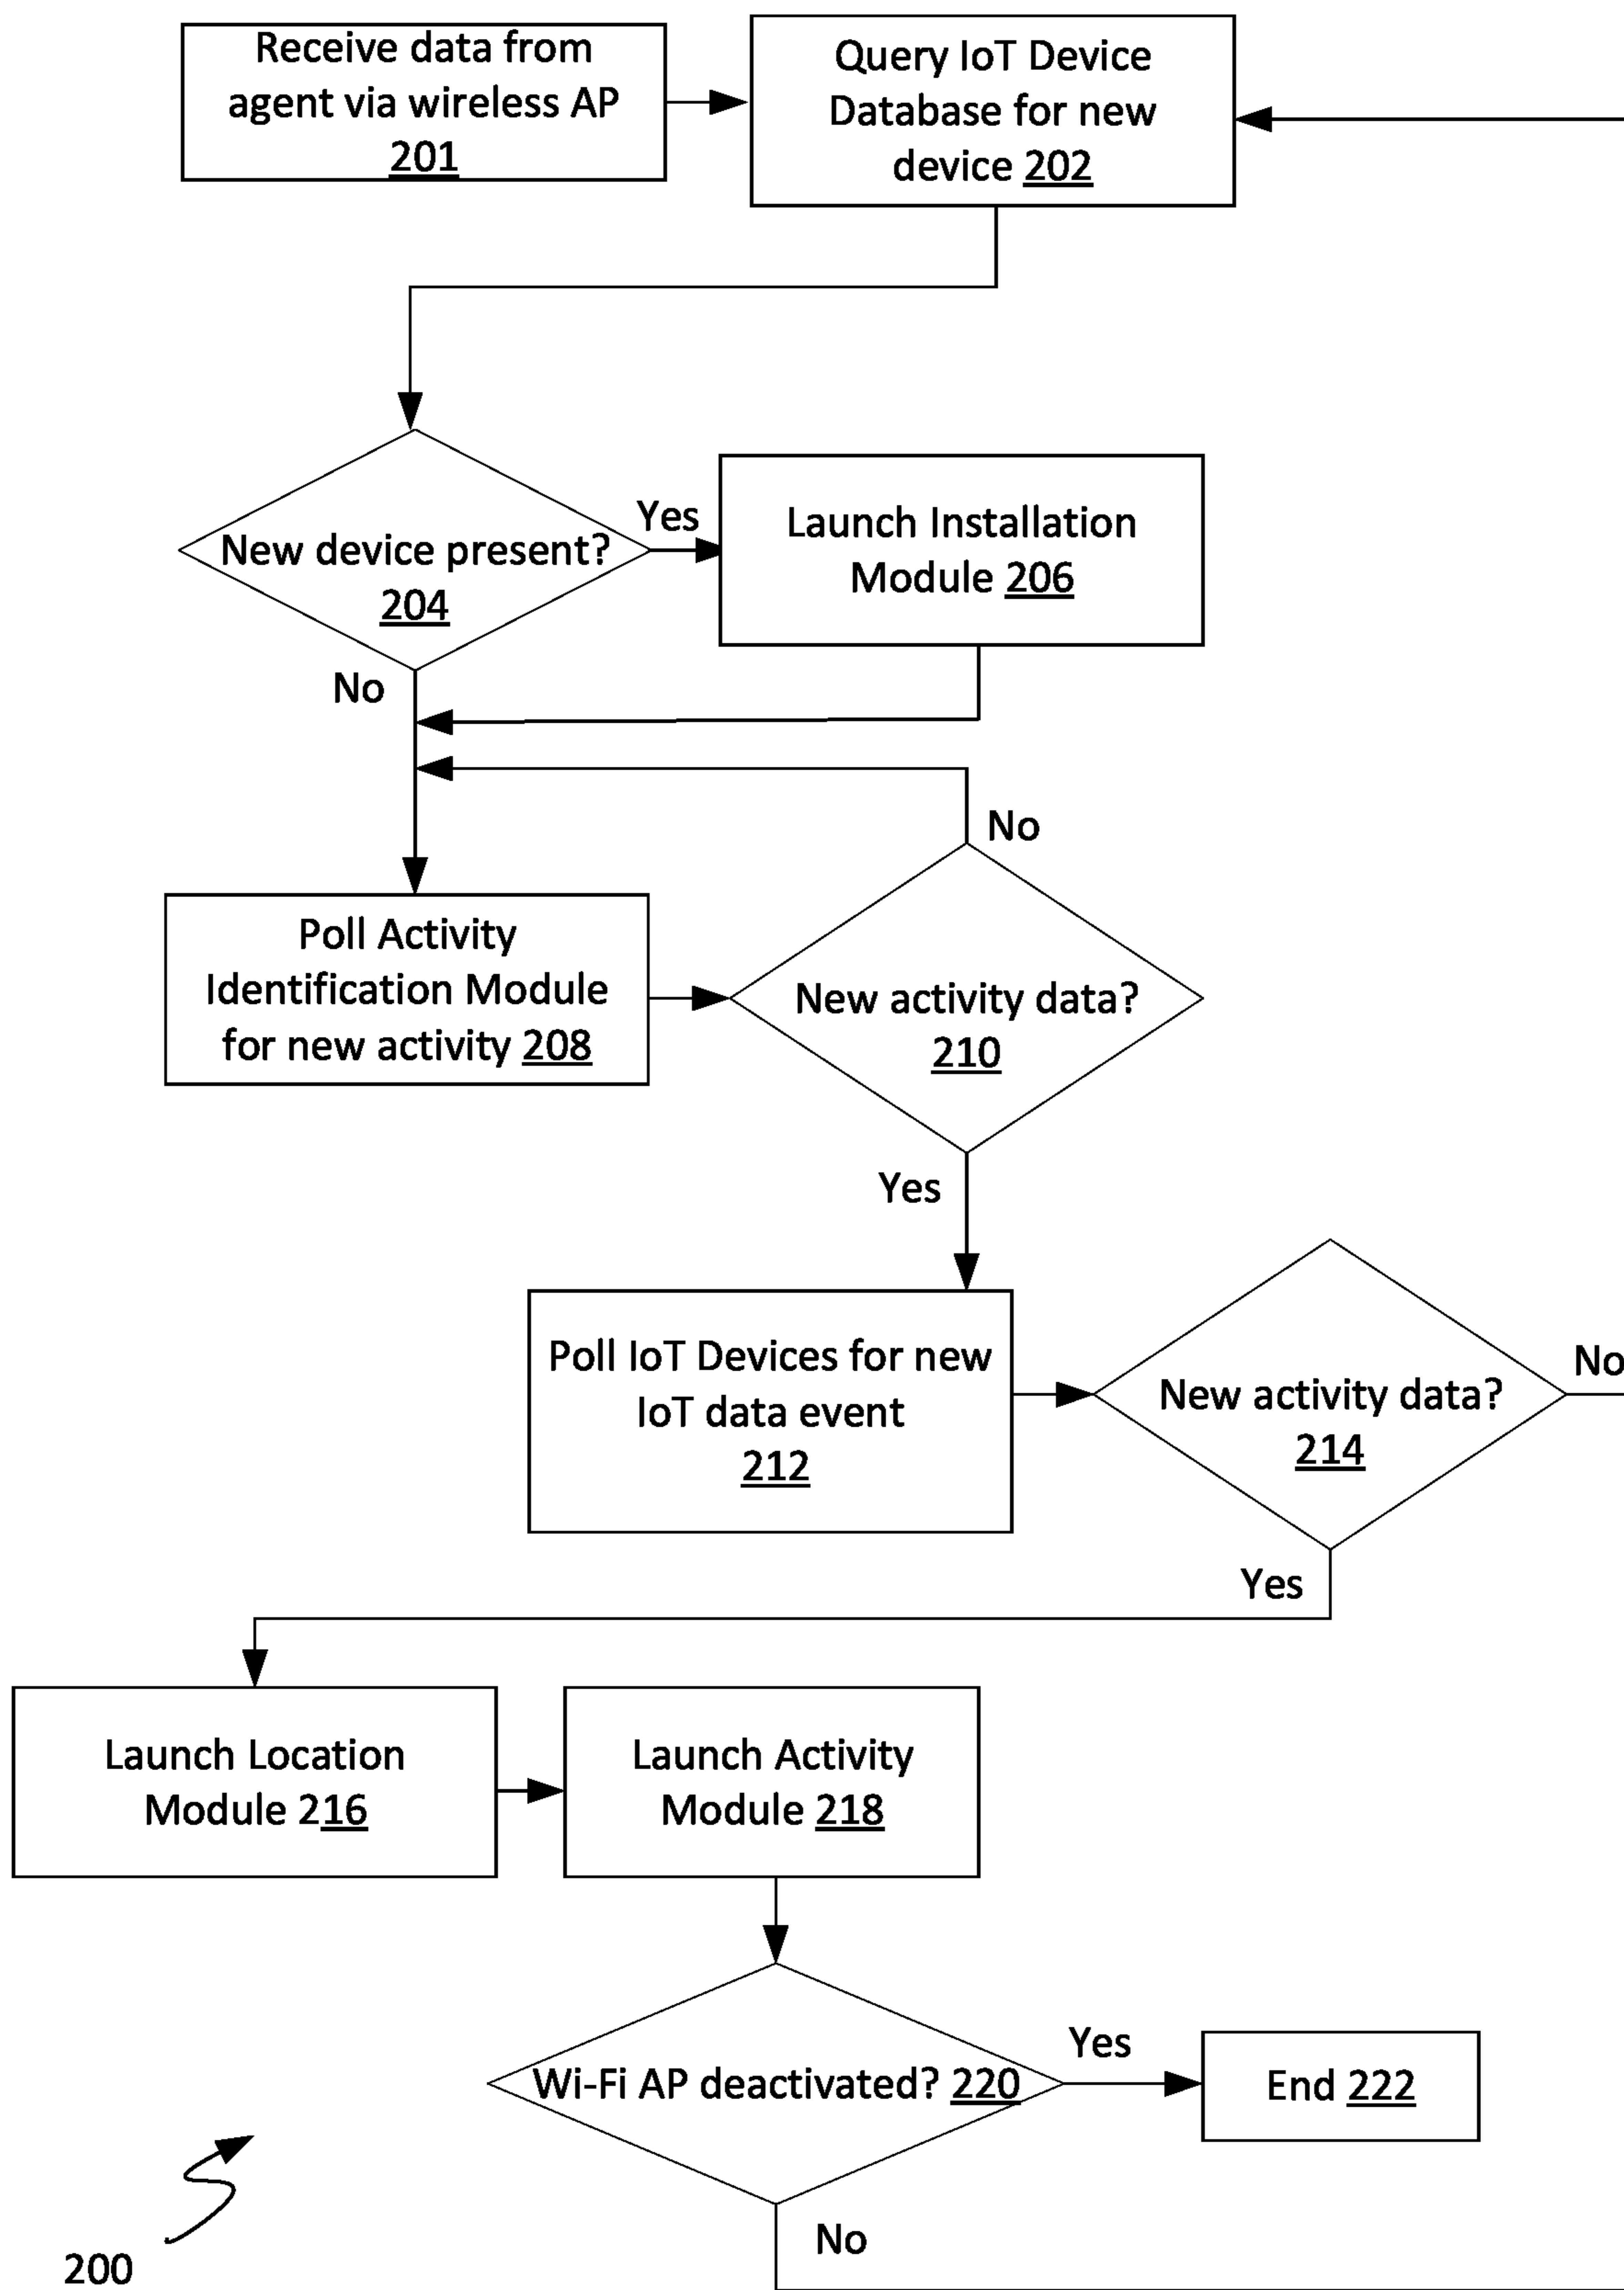 Receive data from
agent via wireless AP
201
Query IoT Device
Database for new
device 202
New device present?
204
Yes
No
Launch Installation
Module 206
Poll Activity
Identification Module
for new activity 208
No
New activity data?
210
Yes
Poll IoT Devices for new
IoT data event
212
New activity data?
214
No
Yes
Launch Location
Module 216
Launch Activity
Module 218
Wi-Fi AP deactivated? 220
Yes
No
End 222
200